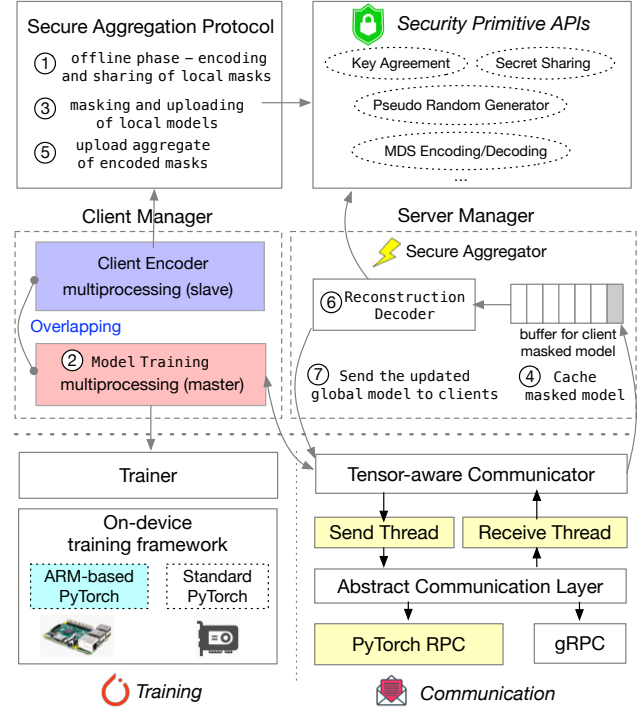 Secure Aggregation Protocol
1 offline phase – encoding
and sharing of local masks
3 masking and uploading
of local models
5 upload aggregate
of encoded masks
Security Primitive APIs
Key Agreement
Secret Sharing
Pseudo Random Generator
MDS Encoding/Decoding
...
Client Manager
Client Encoder
multiprocessing (slave)
Overlapping
2 Model Training
multiprocessing (master)
Server Manager
Secure Aggregator
6 Reconstruction
Decoder
buffer for client
masked model
7 Send the updated
global model to clients
4 Cache
masked model
Trainer
On-device
training framework
ARM-based
PyTorch
Standard
PyTorch
Training
Tensor-aware Communicator
Send Thread
Receive Thread
Abstract Communication Layer
PyTorch RPC
gRPC
Communication